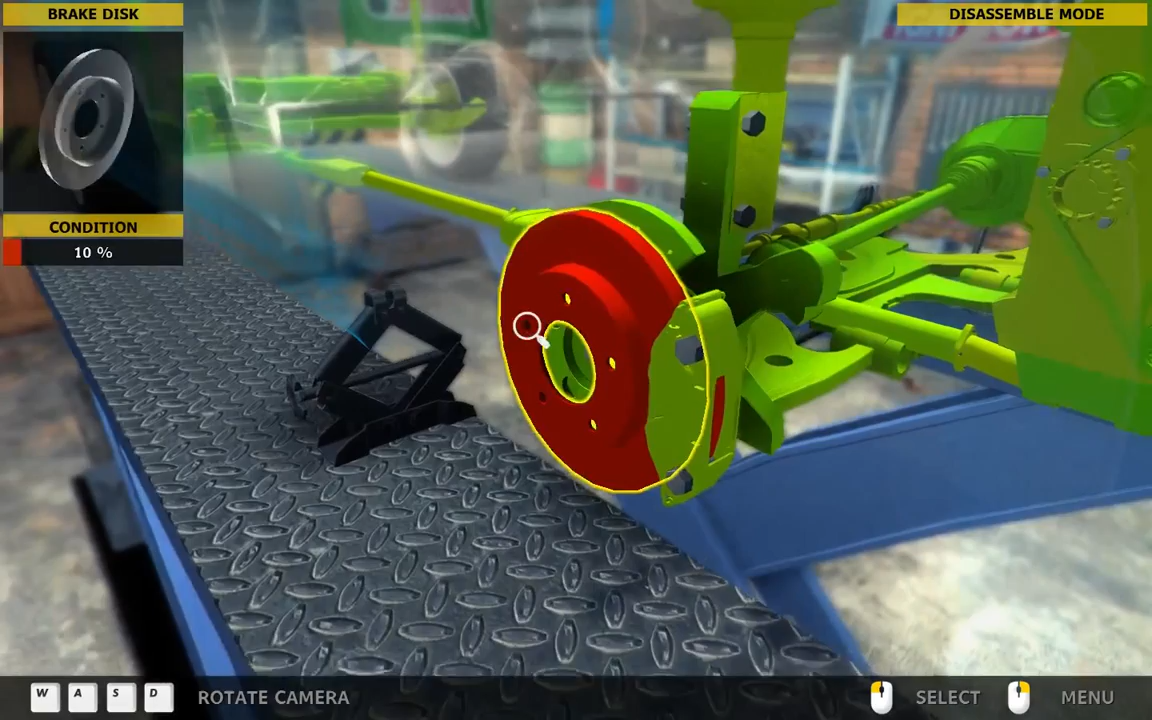 BRAKE DISK
DISASSEMBLE MODE
CONDITION
10 %
W A S D ROTATE CAMERA
SELECT
MENU